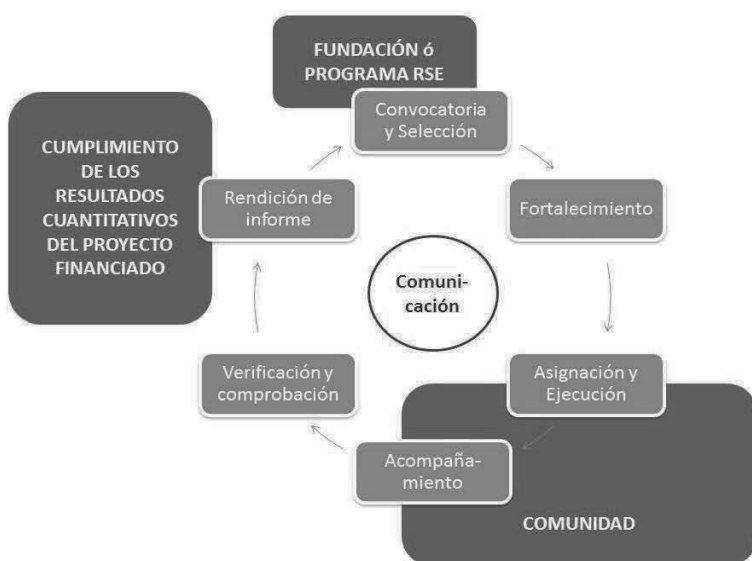 FUNDACIÓN ó
PROGRAMA RSE
Convocatoria
y Selección
Fortalecimiento
Asignación y
Ejecución
COMUNIDAD
Acompaña-
miento
Verificación y
comprobación
Rendición de
informe
CUMPLIMIENTO
DE LOS
RESULTADOS
CUANTITATIVOS
DEL PROYECTO
FINANCIADO
Comuni-
cación